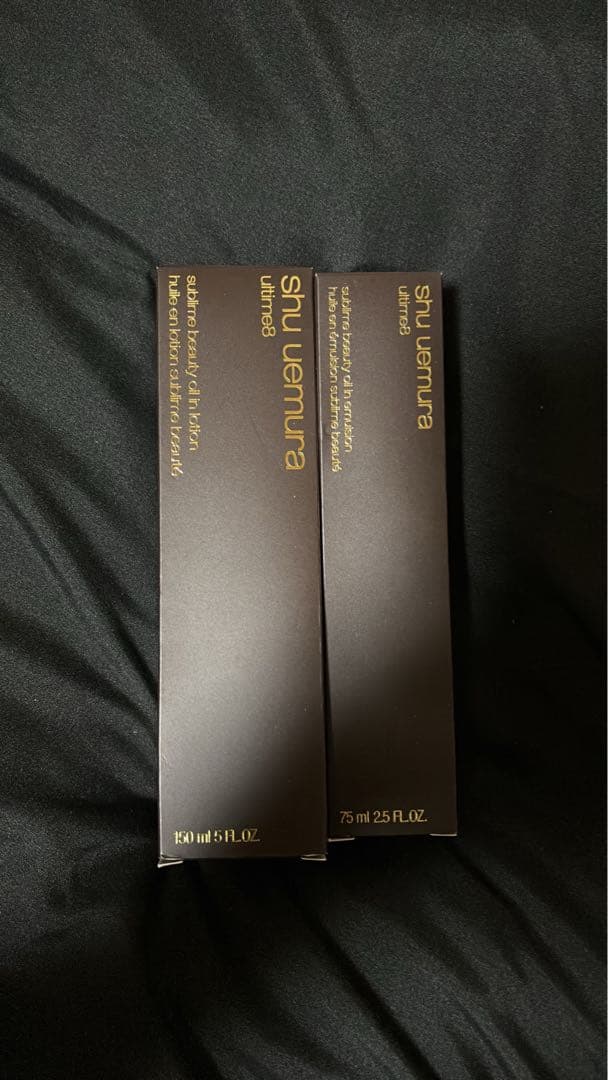 shu uemura
ultime8
sublime beauty oil in lotion
huile en lotion sublime beauté
150 ml 5 FL.OZ.
shu uemura
ultime8
sublime beauty oil in emulsion
huile en émulsion sublime beauté
75 ml 2.5 FL.OZ.